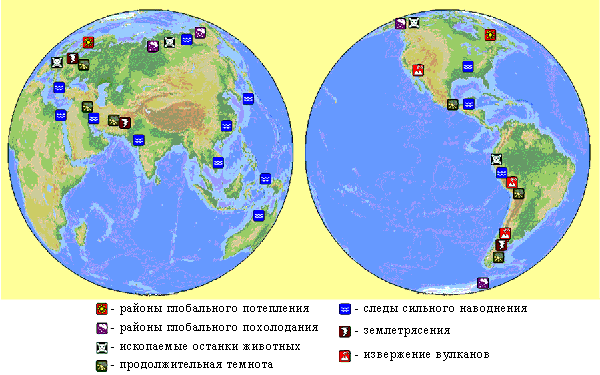 - районы глобального потепления
- районы глобального похолодания
- ископаемые останки животных
- продолжительная темнота
- следы сильного наводнения
- землетрясения
- извержение вулканов